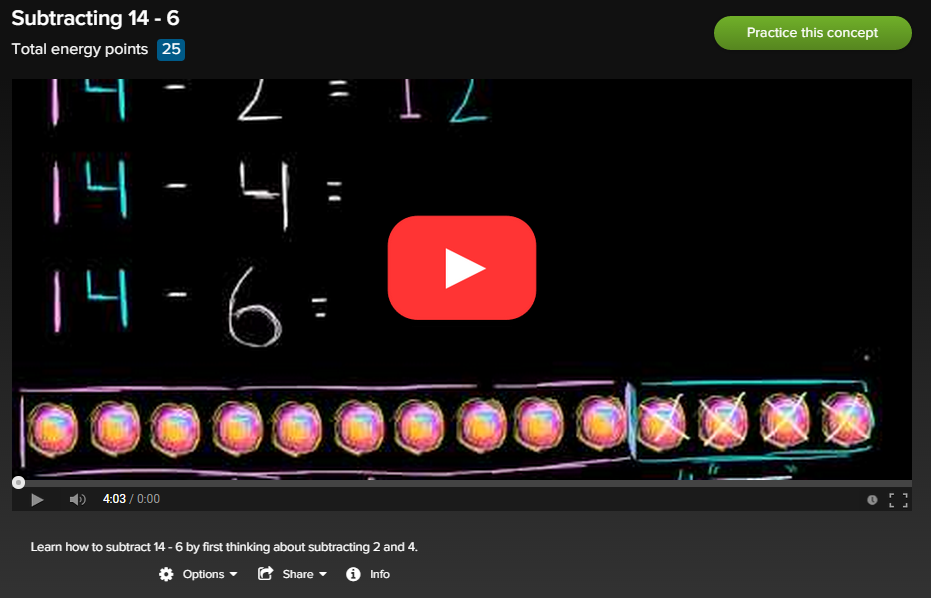 Subtracting 14 - 6
Total energy points 25
Practice this concept
14 - 2 = 12
14 - 4 =
14 - 6 =
4:03 / 0:00
Learn how to subtract 14 - 6 by first thinking about subtracting 2 and 4.
Options Share Info